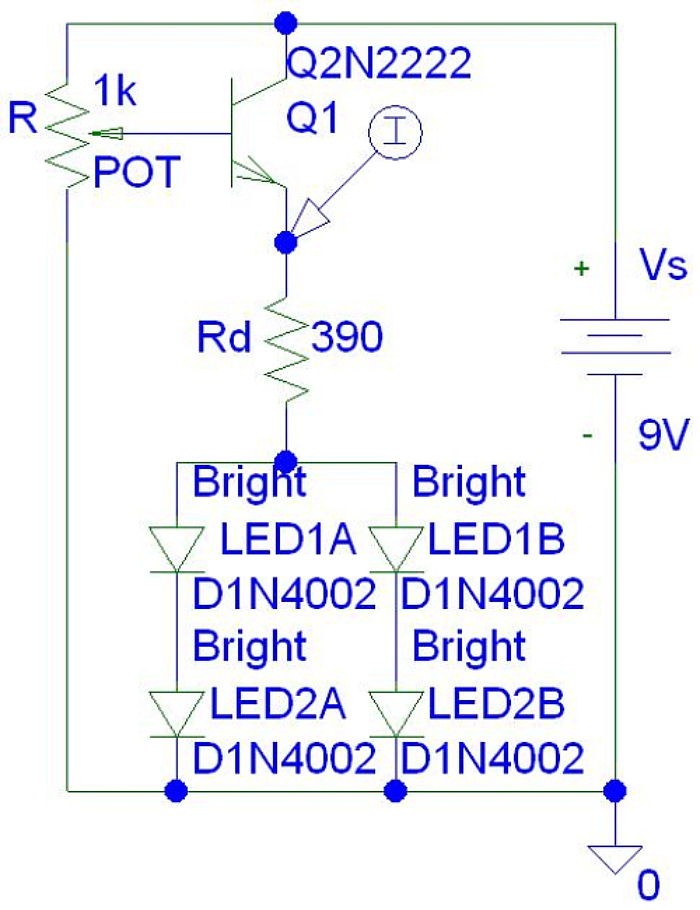 Q2N2222
1k
R
Q1
I
POT
+
Vs
Rd
390
-
9V
Bright
Bright
LED1A
LED1B
D1N4002
D1N4002
Bright
Bright
LED2A
LED2B
D1N4002
D1N4002
0